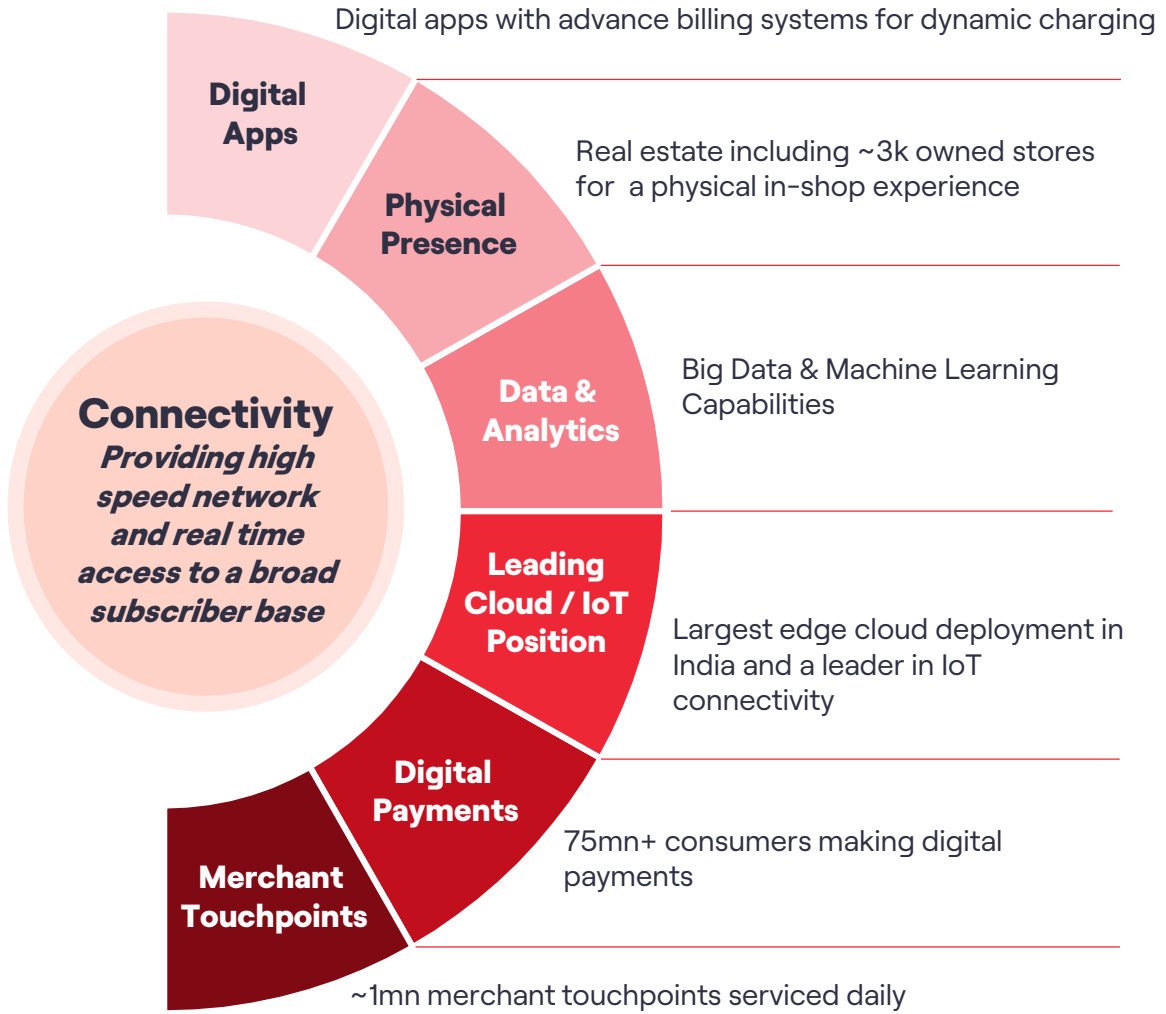 Digital apps with advance billing systems for dynamic charging
Digital
Apps
Real estate including ~3k owned stores
for a physical in-shop experience
Physical
Presence
Big Data & Machine Learning
Capabilities
Data &
Analytics
Connectivity
Providing high
speed network
and real time
access to a broad
subscriber base
Leading
Cloud / IoT
Position
Largest edge cloud deployment in
India and a leader in IoT
connectivity
Digital
Payments
75mn+ consumers making digital
payments
Merchant
Touchpoints
~1mn merchant touchpoints serviced daily